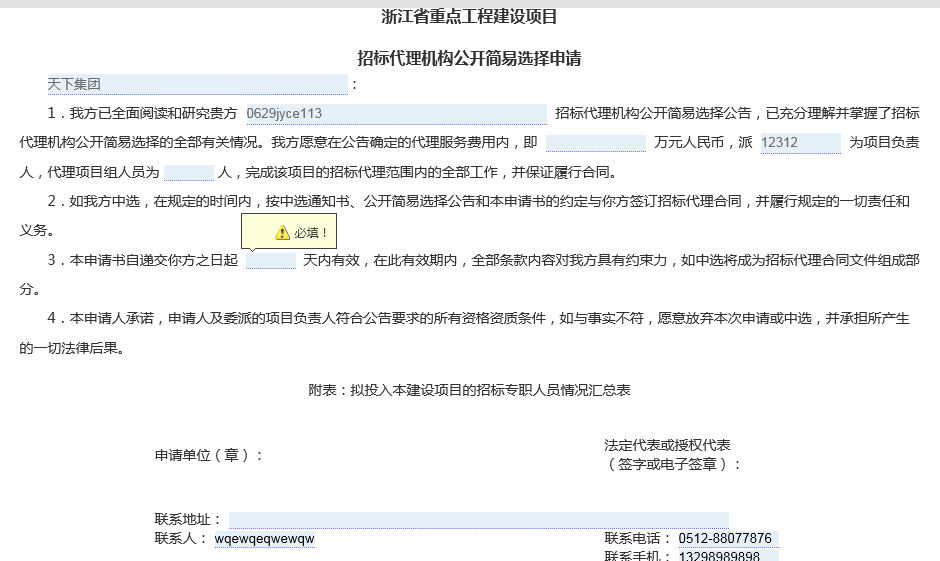 浙江省重点工程建设项目
招标代理机构公开简易选择申请
天下集团：
1．我方已全面阅读和研究贵方 0629jyce113 招标代理机构公开简易选择公告，已充分理解并掌握了招标
代理机构公开简易选择的全部有关情况。我方愿意在公告确定的代理服务费用内，即 万元人民币，派 12312 为项目负责
人，代理项目组人员为 人，完成该项目的招标代理范围内的全部工作，并保证履行合同。
2．如我方中选，在规定的时间内，按中选通知书、公开简易选择公告和本申请书的约定与你方签订招标代理合同，并履行规定的一切责任和
义务。
必填！
3．本申请书自递交你方之日起 天内有效，在此有效期内，全部条款内容对我方具有约束力，如中选将成为招标代理合同文件组成部
分。
4．本申请人承诺，申请人及委派的项目负责人符合公告要求的所有资格资质条件，如与事实不符，愿意放弃本次申请或中选，并承担所产生
的一切法律后果。
附表：拟投入本建设项目的招标专职人员情况汇总表
申请单位（章）：
法定代表或授权代表
（签字或电子签章）：
联系地址：
联系人： wqewqeqwewqw 联系电话： 0512-88077876
联系手机： 13298989898